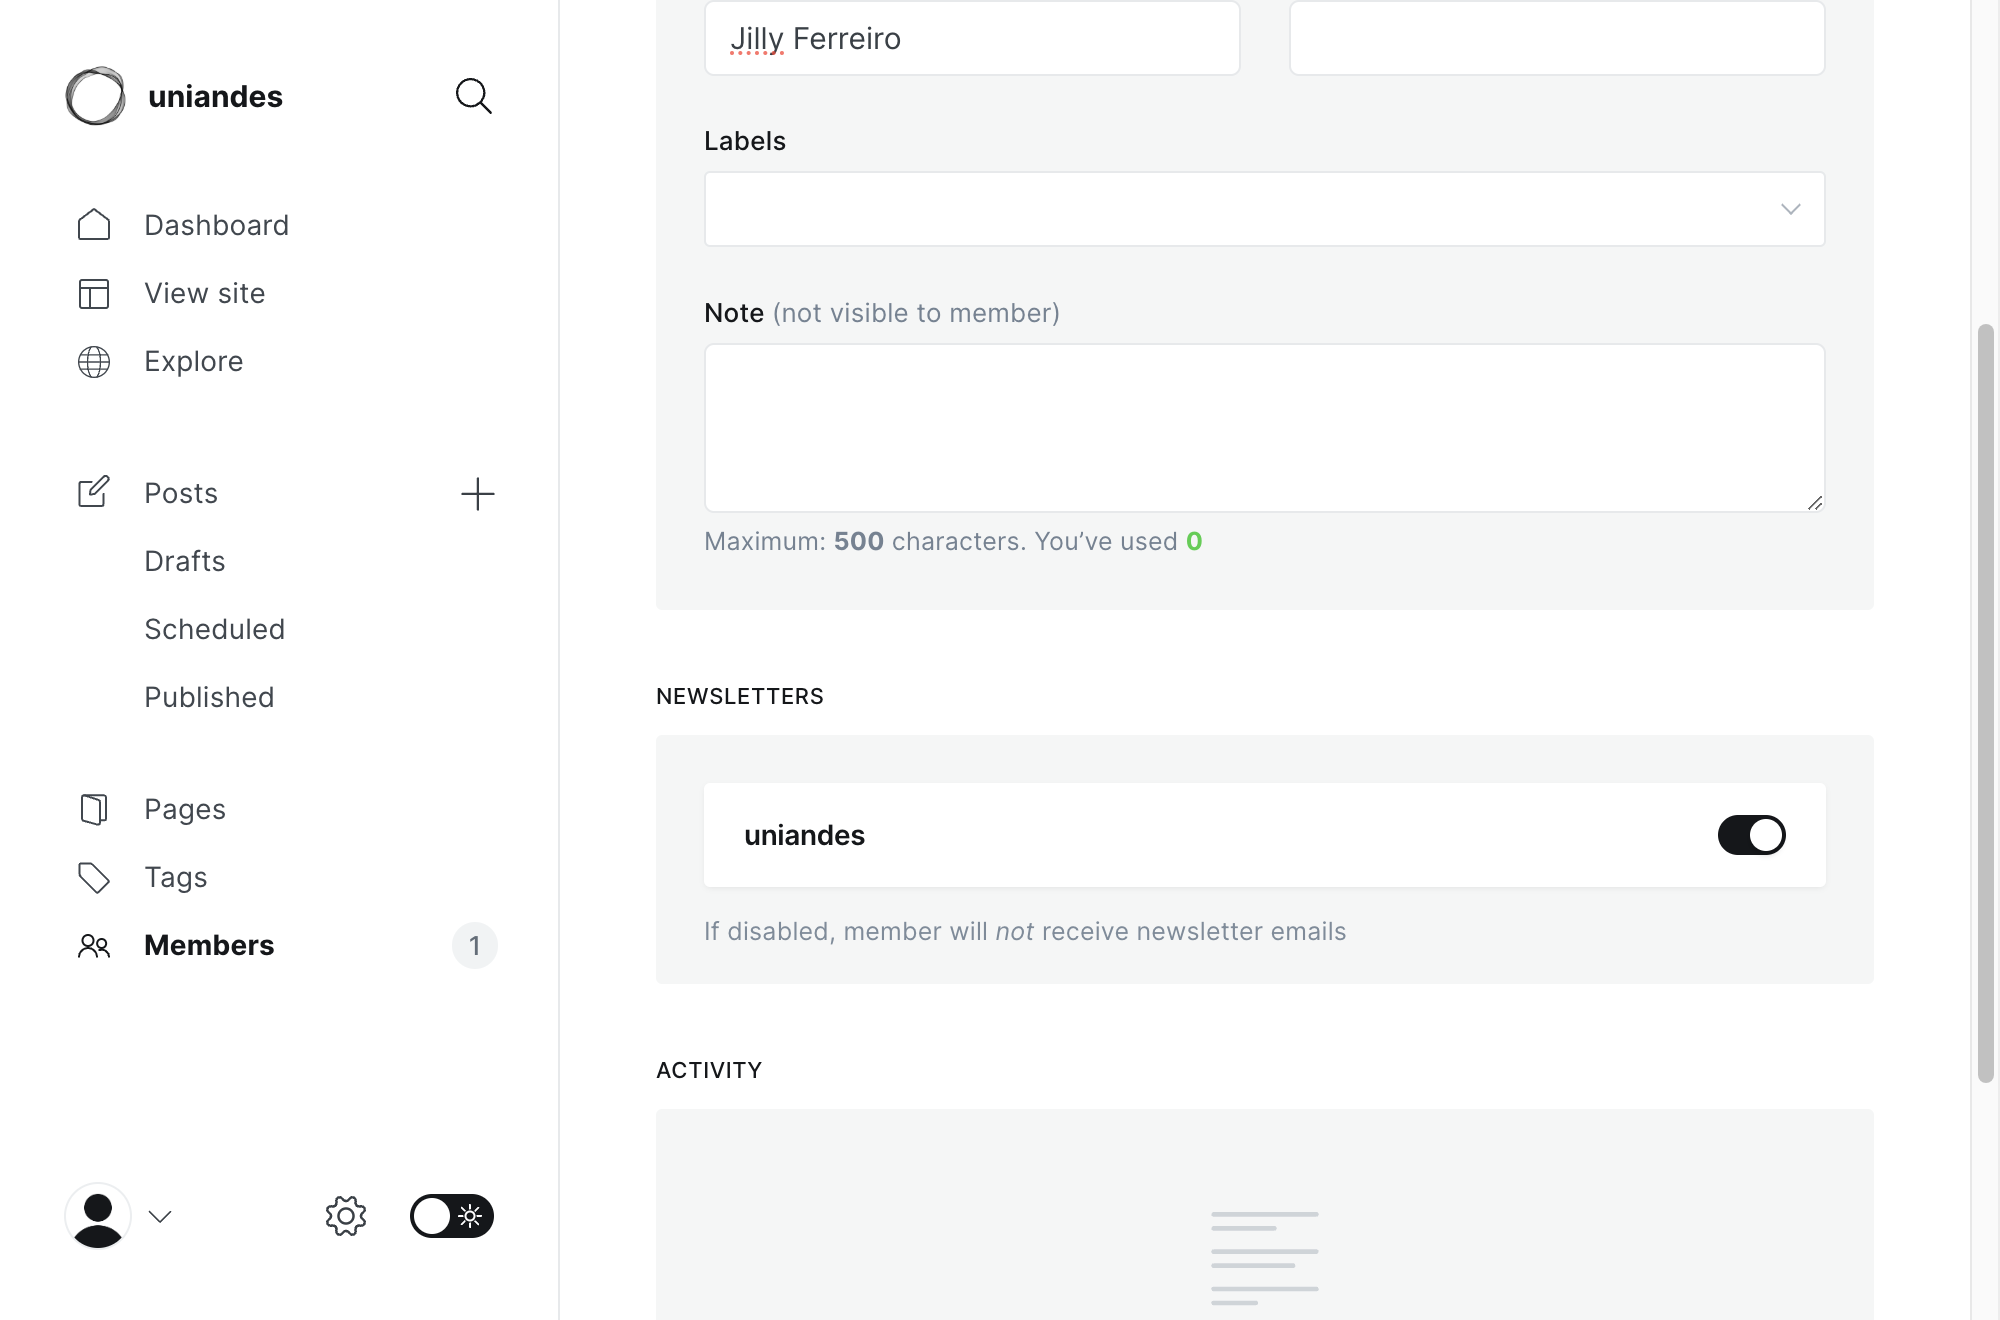 uniandes
Dashboard
View site
Explore
Posts
Drafts
Scheduled
Published
Pages
Tags
Members
1
Jilly Ferreiro
Labels
Note (not visible to member)
Maximum: 500 characters. You’ve used 0
NEWSLETTERS
uniandes
If disabled, member will not receive newsletter emails
ACTIVITY